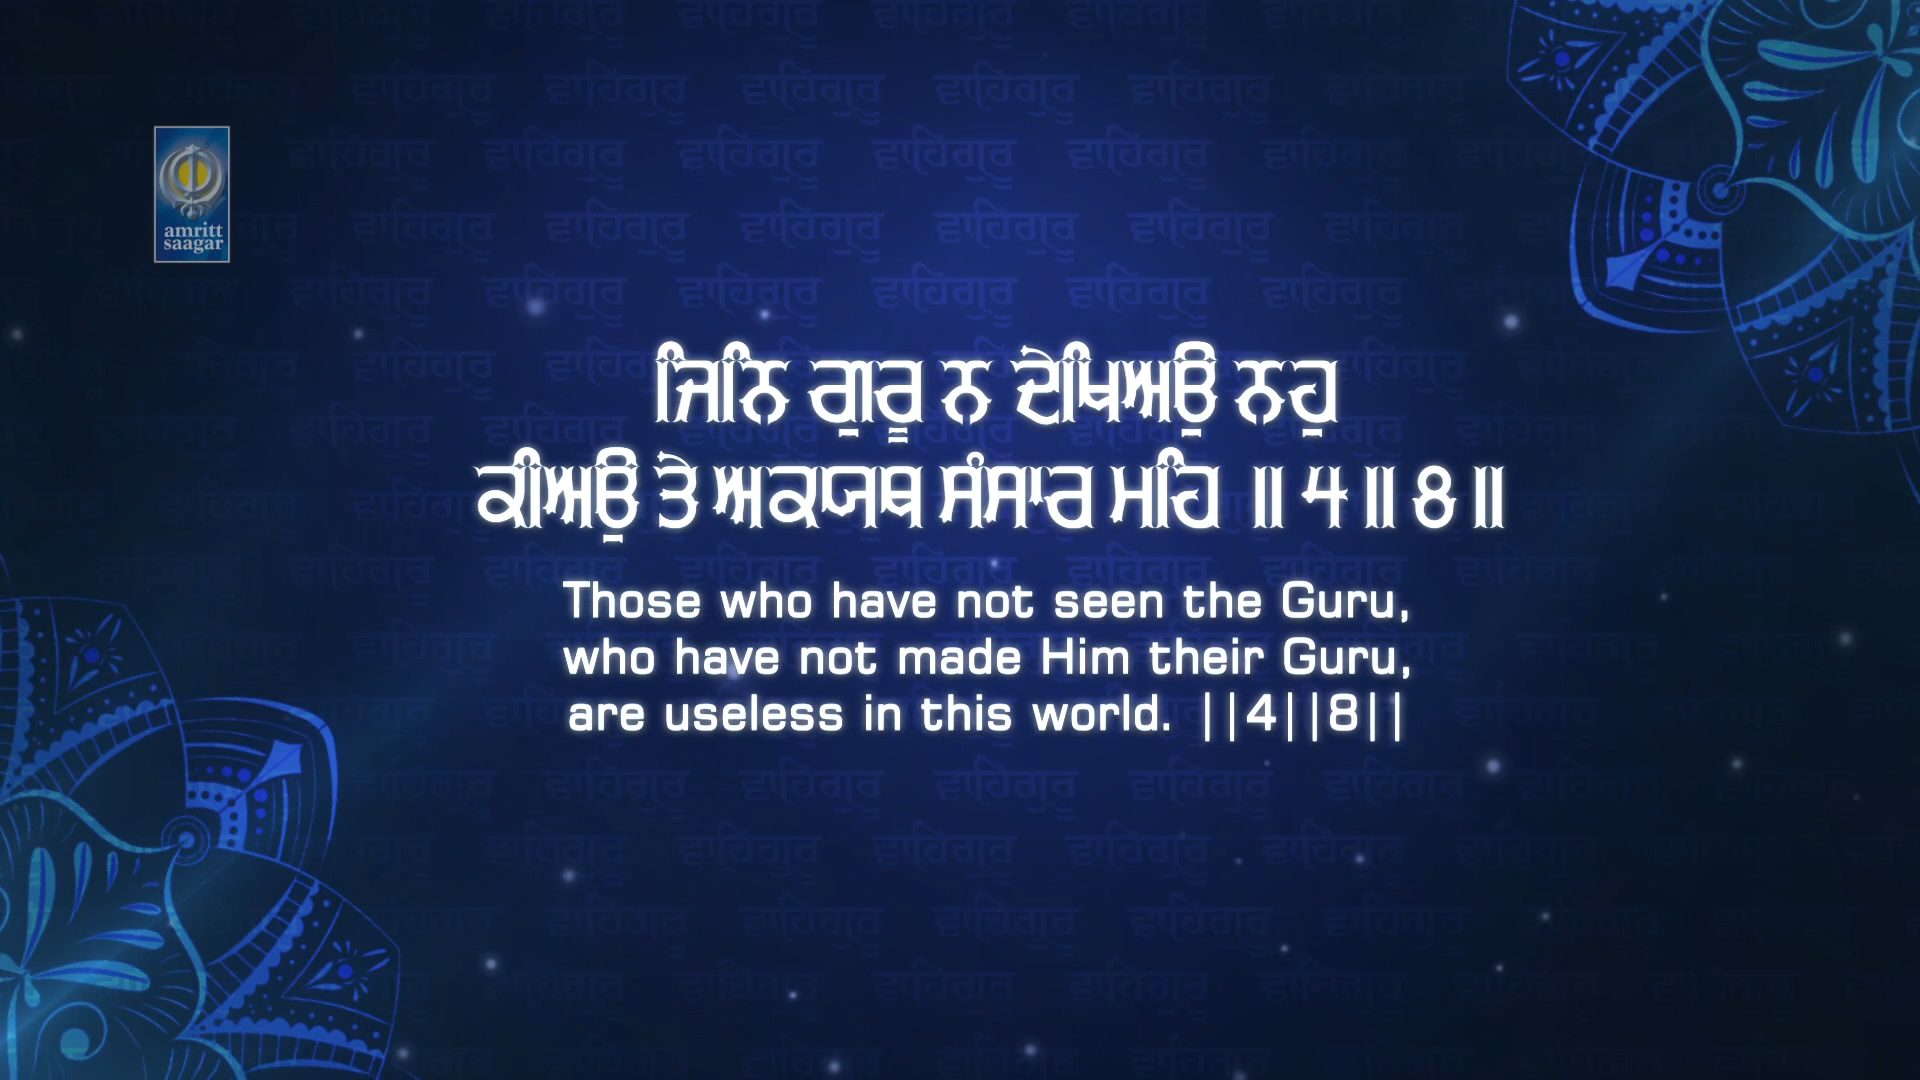 amritt
saagar
ਜਿਨਿ ਗੁਰੂ ਨ ਦੇਖਿਅਉ ਨਹੁ
ਕੀਅਉ ਤੇ ਅਕਯਥ ਸੰਸਾਰ ਮਹਿ ॥੪॥੮॥
Those who have not seen the Guru,
who have not made Him their Guru,
are useless in this world. ||4||8||